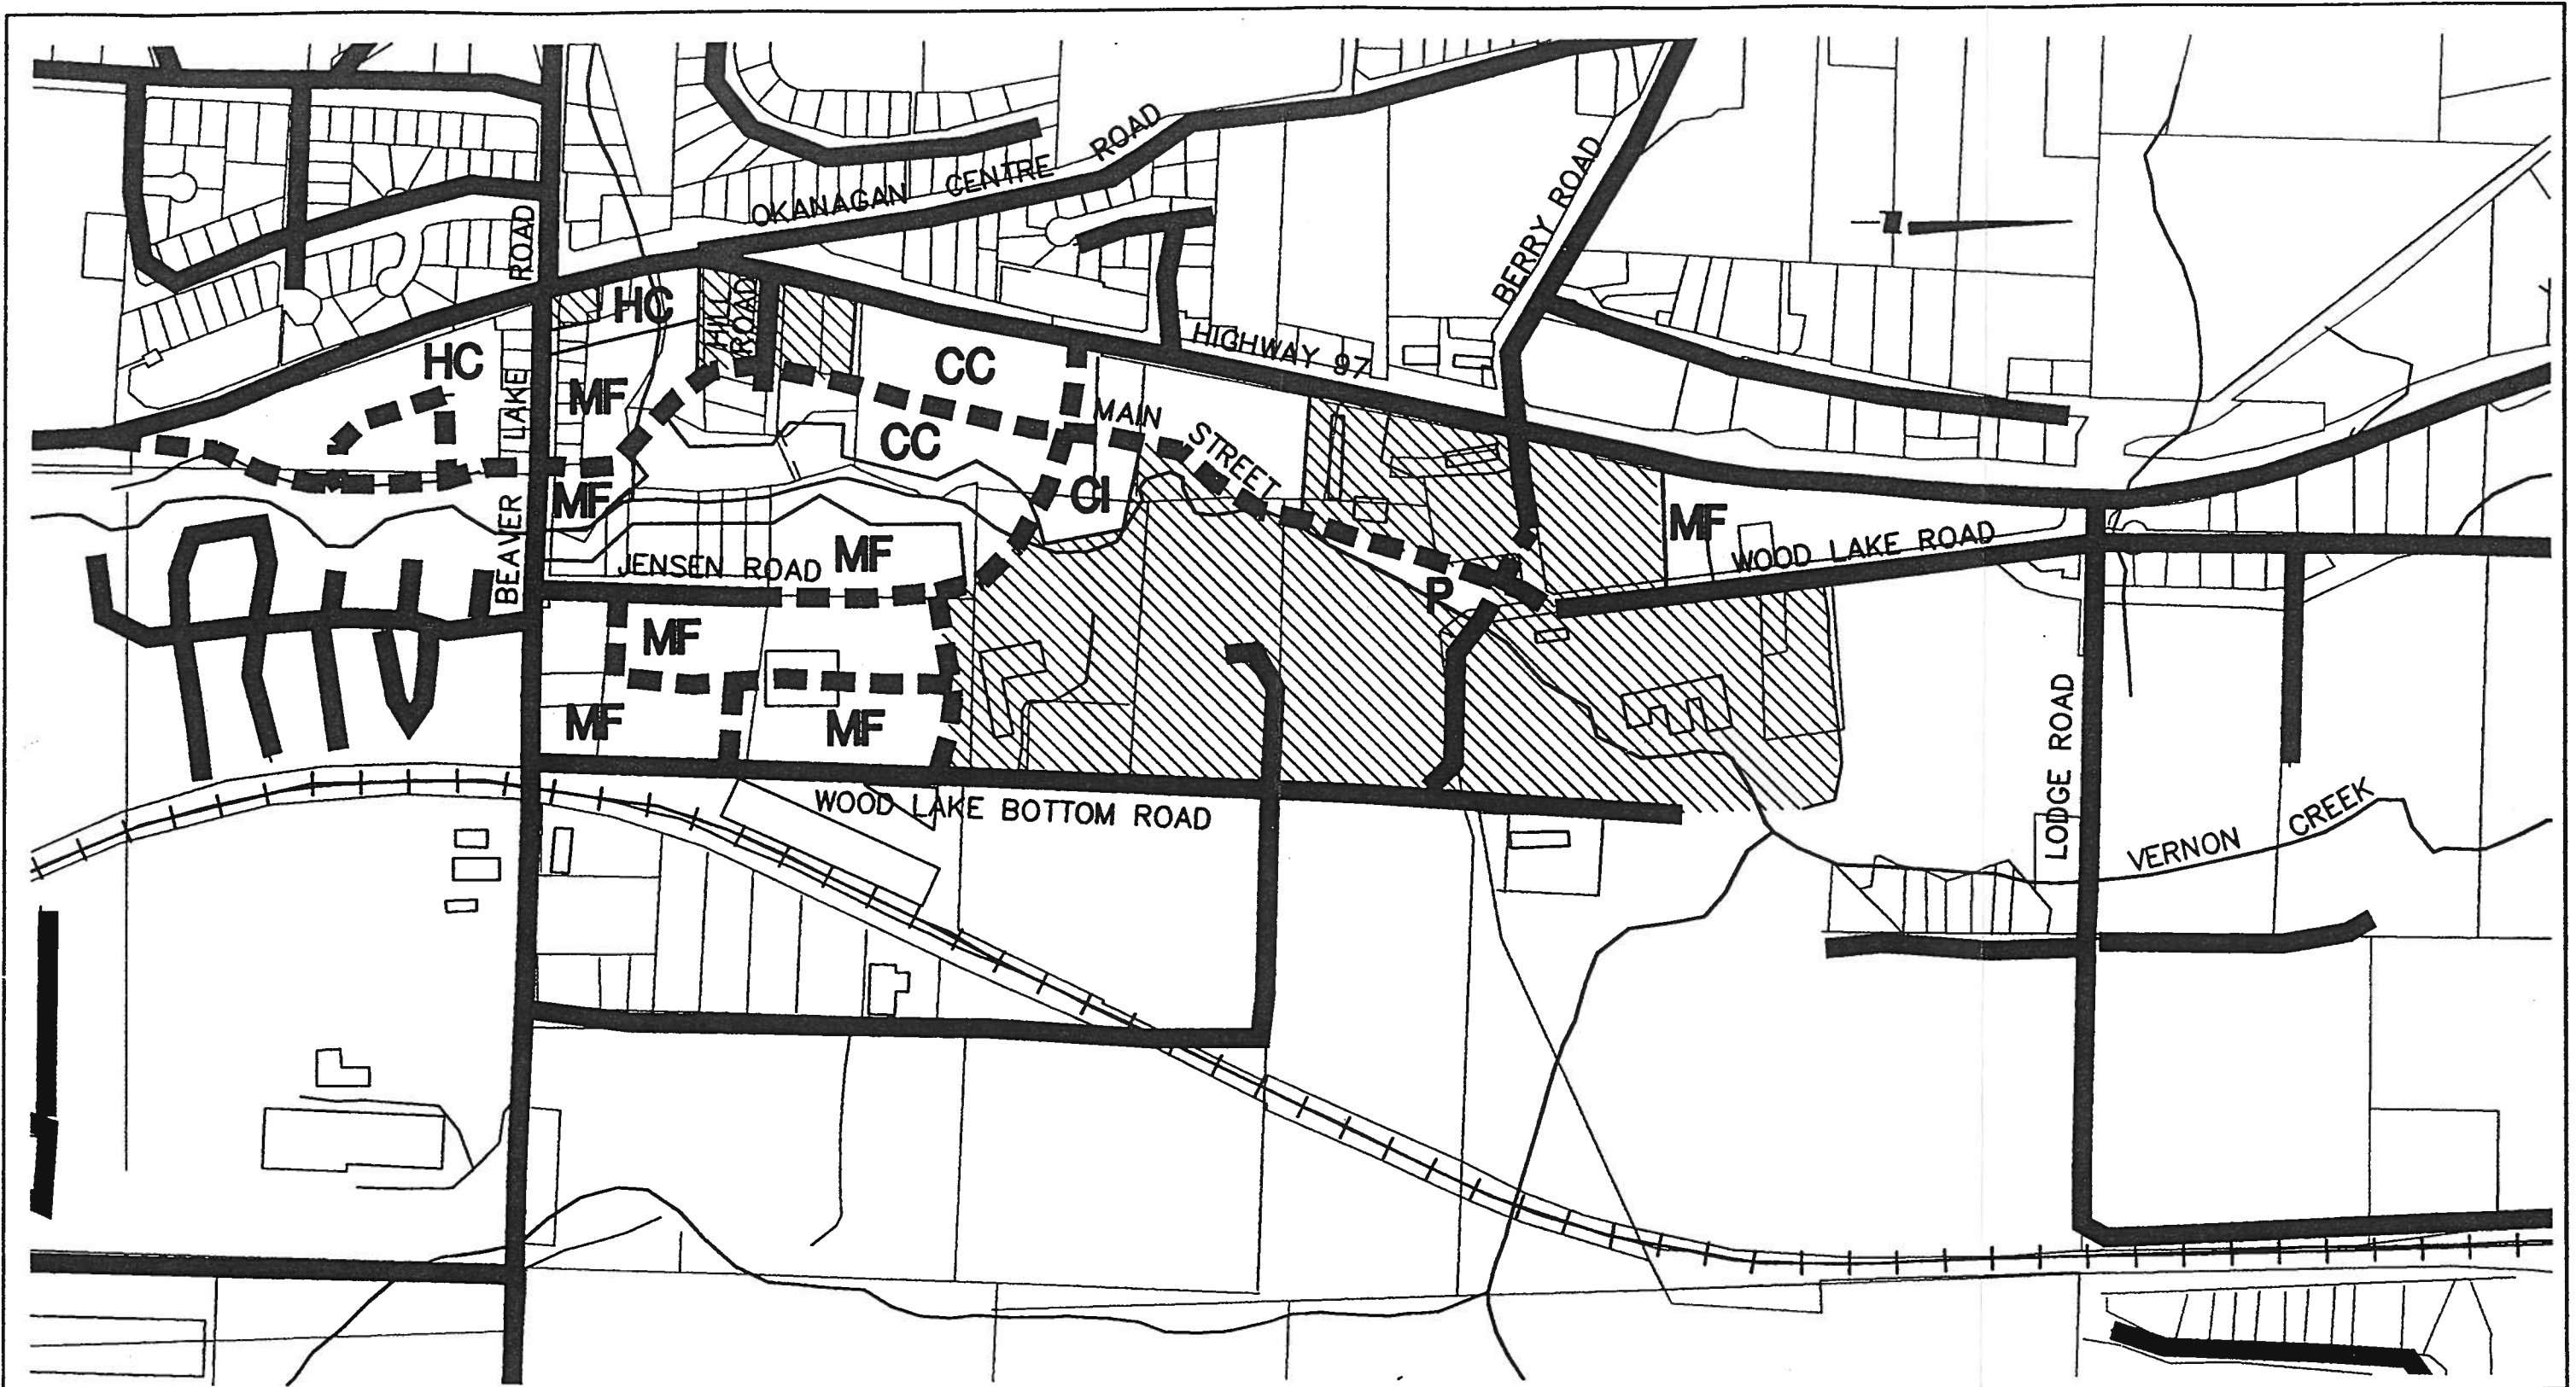 OKANAGAN CENTRE ROAD
BERRY ROAD
ROAD
LAKE
BEAVER
HC
HC
ROAD
HIGHWAY 97
CC
MF
MAIN
STREET
CC
MF
CI
MF
WOOD LAKE ROAD
JENSEN ROAD
MF
P
MF
MF
MF
LODGE ROAD
WOOD LAKE BOTTOM ROAD
VERNON CREEK